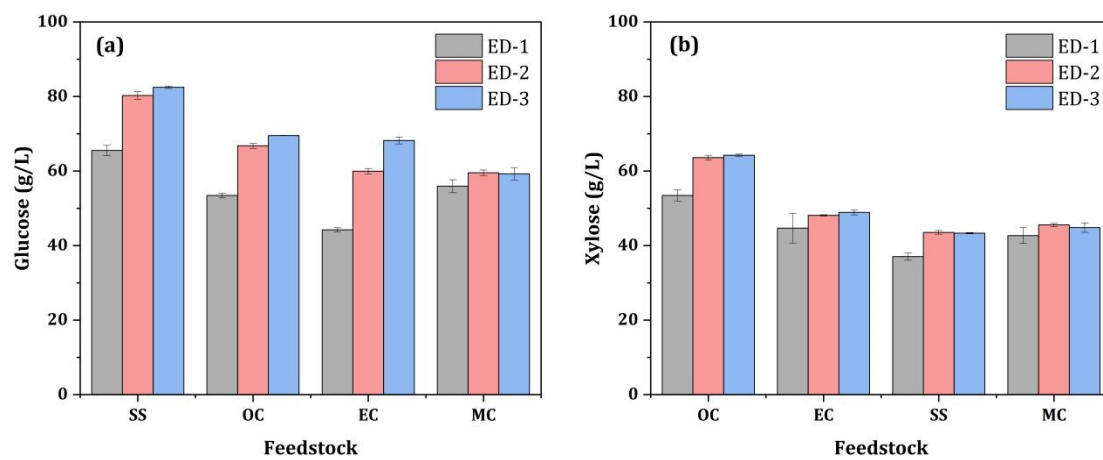 (a)
ED-1
ED-2
ED-3
Glucose (g/L)
100
80
60
40
20
0
SS OC EC MC
Feedstock
(b)
ED-1
ED-2
ED-3
Xylose (g/L)
100
80
60
40
20
0
OC EC SS MC
Feedstock